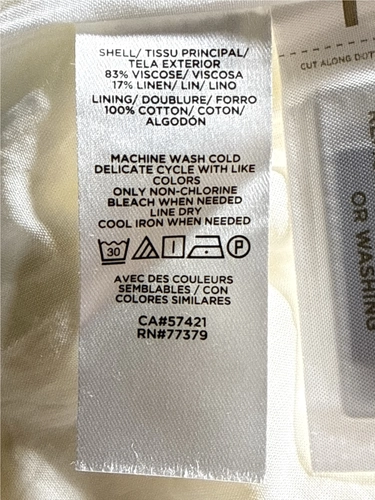 SHELL/ TISSU PRINCIPAL/
TELA EXTERIOR
83% VISCOSE/ VISCOSA
17% LINEN/ LIN/ LINO
LINING/ DOUBLURE/ FORRO
100% COTTON/ COTON/
ALGODÓN
MACHINE WASH COLD
DELICATE CYCLE WITH LIKE
COLORS
ONLY NON-CHLORINE
BLEACH WHEN NEEDED
LINE DRY
COOL IRON WHEN NEEDED
30 P
AVEC DES COULEURS
SEMBLABLES / CON
COLORES SIMILARES
CA#57421
RN#77379
CUT ALONG DOT
OR WASHING